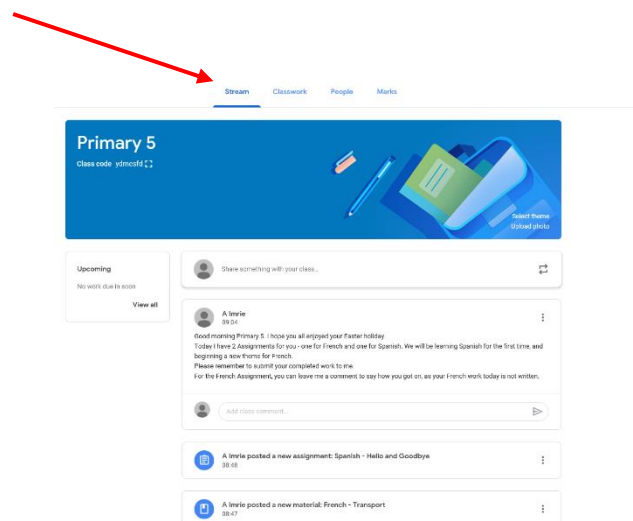 Stream Classwork People Marks
Primary 5
Class code ydmcsfd
Select theme
Upload photo
Upcoming
No work due in soon
View all
Share something with your class...
A Imrie
09:04
Good morning Primary 5. I hope you all enjoyed your Easter holiday.
Today I have 2 Assignments for you - one for French and one for Spanish. We will be learning Spanish for the first time, and
beginning a new theme for French.
Please remember to submit your completed work to me.
For the French Assignment, you can leave me a comment to say how you got on, as your French work today is not written.
Add class comment...
A Imrie posted a new assignment: Spanish - Hello and Goodbye
08:48
A Imrie posted a new material: French - Transport
08:47